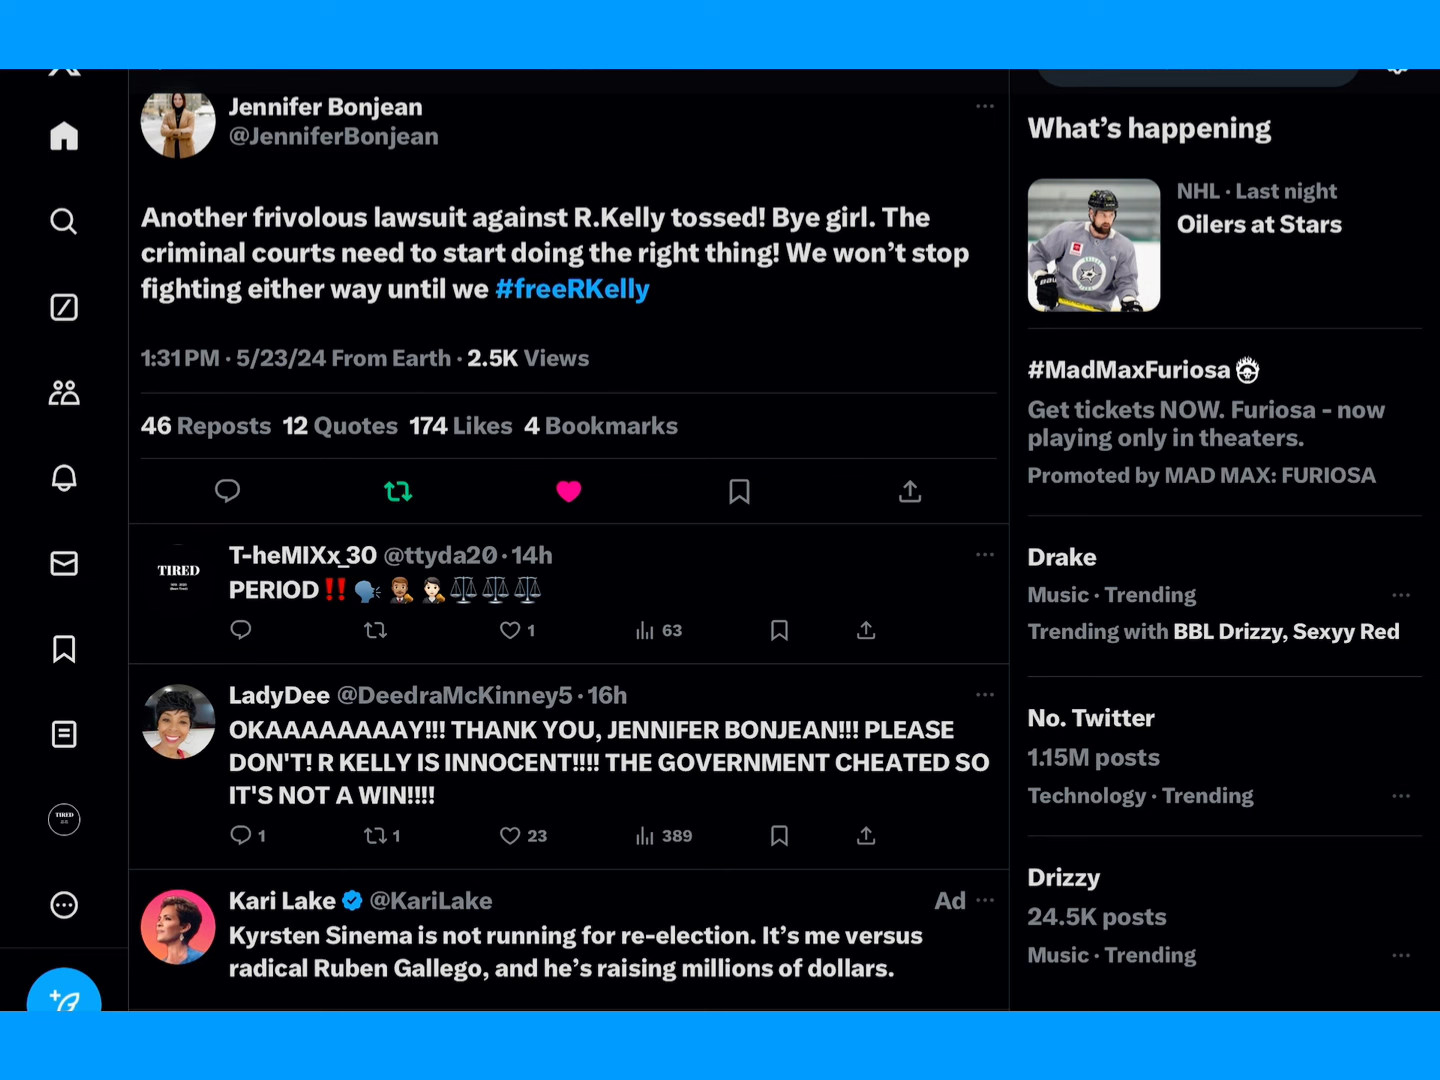 Jennifer Bonjean
@JenniferBonjean
Another frivolous lawsuit against R.Kelly tossed! Bye girl. The
criminal courts need to start doing the right thing! We won’t stop
fighting either way until we #freeRKelly
1:31 PM · 5/23/24 From Earth · 2.5K Views
46 Reposts 12 Quotes 174 Likes 4 Bookmarks
TIRED
T-heMIXx_30 @ttyda20 · 14h
PERIOD‼️🗣️👨🏽‍⚖️👩🏻‍⚖️⚖️⚖️⚖️
1
63
LadyDee @DeedraMcKinney5 · 16h
OKAAAAAAAAY!!! THANK YOU, JENNIFER BONJEAN!!! PLEASE
DON'T! R KELLY IS INNOCENT!!!! THE GOVERNMENT CHEATED SO
IT'S NOT A WIN!!!!
1
1
23
389
Kari Lake @KariLake
Ad
Kyrsten Sinema is not running for re-election. It’s me versus
radical Ruben Gallego, and he’s raising millions of dollars.
What’s happening
NHL · Last night
Oilers at Stars
#MadMaxFuriosa
Get tickets NOW. Furiosa - now
playing only in theaters.
Promoted by MAD MAX: FURIOSA
Drake
Music · Trending
Trending with BBL Drizzy, Sexyy Red
No. Twitter
1.15M posts
Technology · Trending
Drizzy
24.5K posts
Music · Trending
TIRED